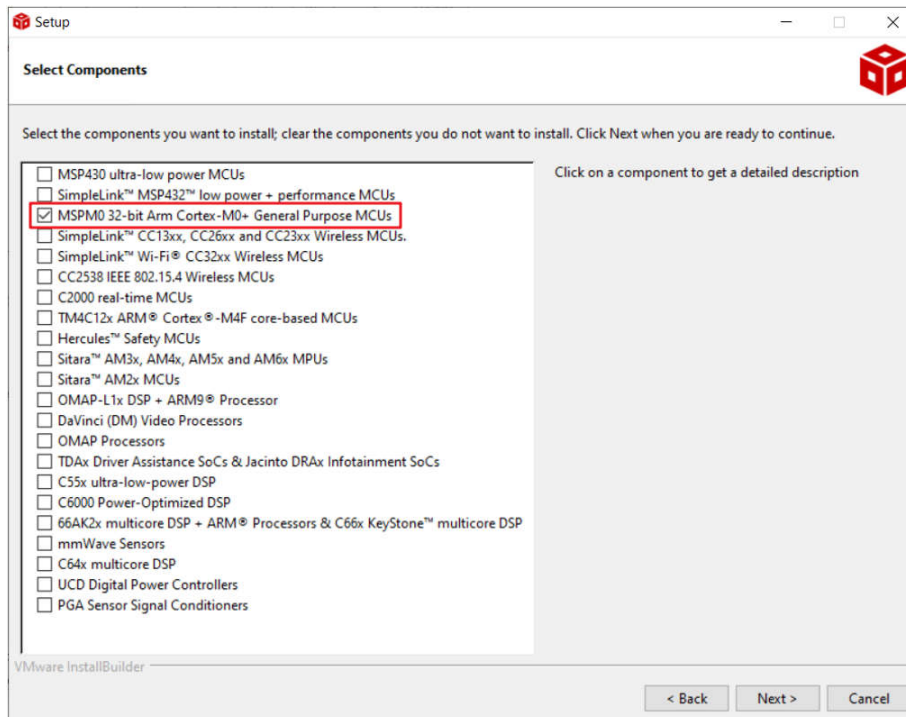 Setup
Select Components
Select the components you want to install; clear the components you do not want to install. Click Next when you are ready to continue.
MSP430 ultra-low power MCUs
SimpleLink™ MSP432™ low power + performance MCUs
MSPM0 32-bit Arm Cortex-M0+ General Purpose MCUs
SimpleLink™ CC13xx, CC26xx and CC23xx Wireless MCUs.
SimpleLink™ Wi-Fi® CC32xx Wireless MCUs
CC2538 IEEE 802.15.4 Wireless MCUs
C2000 real-time MCUs
TM4C12x ARM® Cortex®-M4F core-based MCUs
Hercules™ Safety MCUs
Sitara™ AM3x, AM4x, AM5x and AM6x MPUs
Sitara™ AM2x MCUs
OMAP-L1x DSP + ARM9® Processor
DaVinci (DM) Video Processors
OMAP Processors
TDAx Driver Assistance SoCs & Jacinto DRAx Infotainment SoCs
C55x ultra-low-power DSP
C6000 Power-Optimized DSP
66AK2x multicore DSP + ARM® Processors & C66x KeyStone™ multicore DSP
mmWave Sensors
C64x multicore DSP
UCD Digital Power Controllers
PGA Sensor Signal Conditioners
Click on a component to get a detailed description
VMware InstallBuilder
< Back
Next >
Cancel